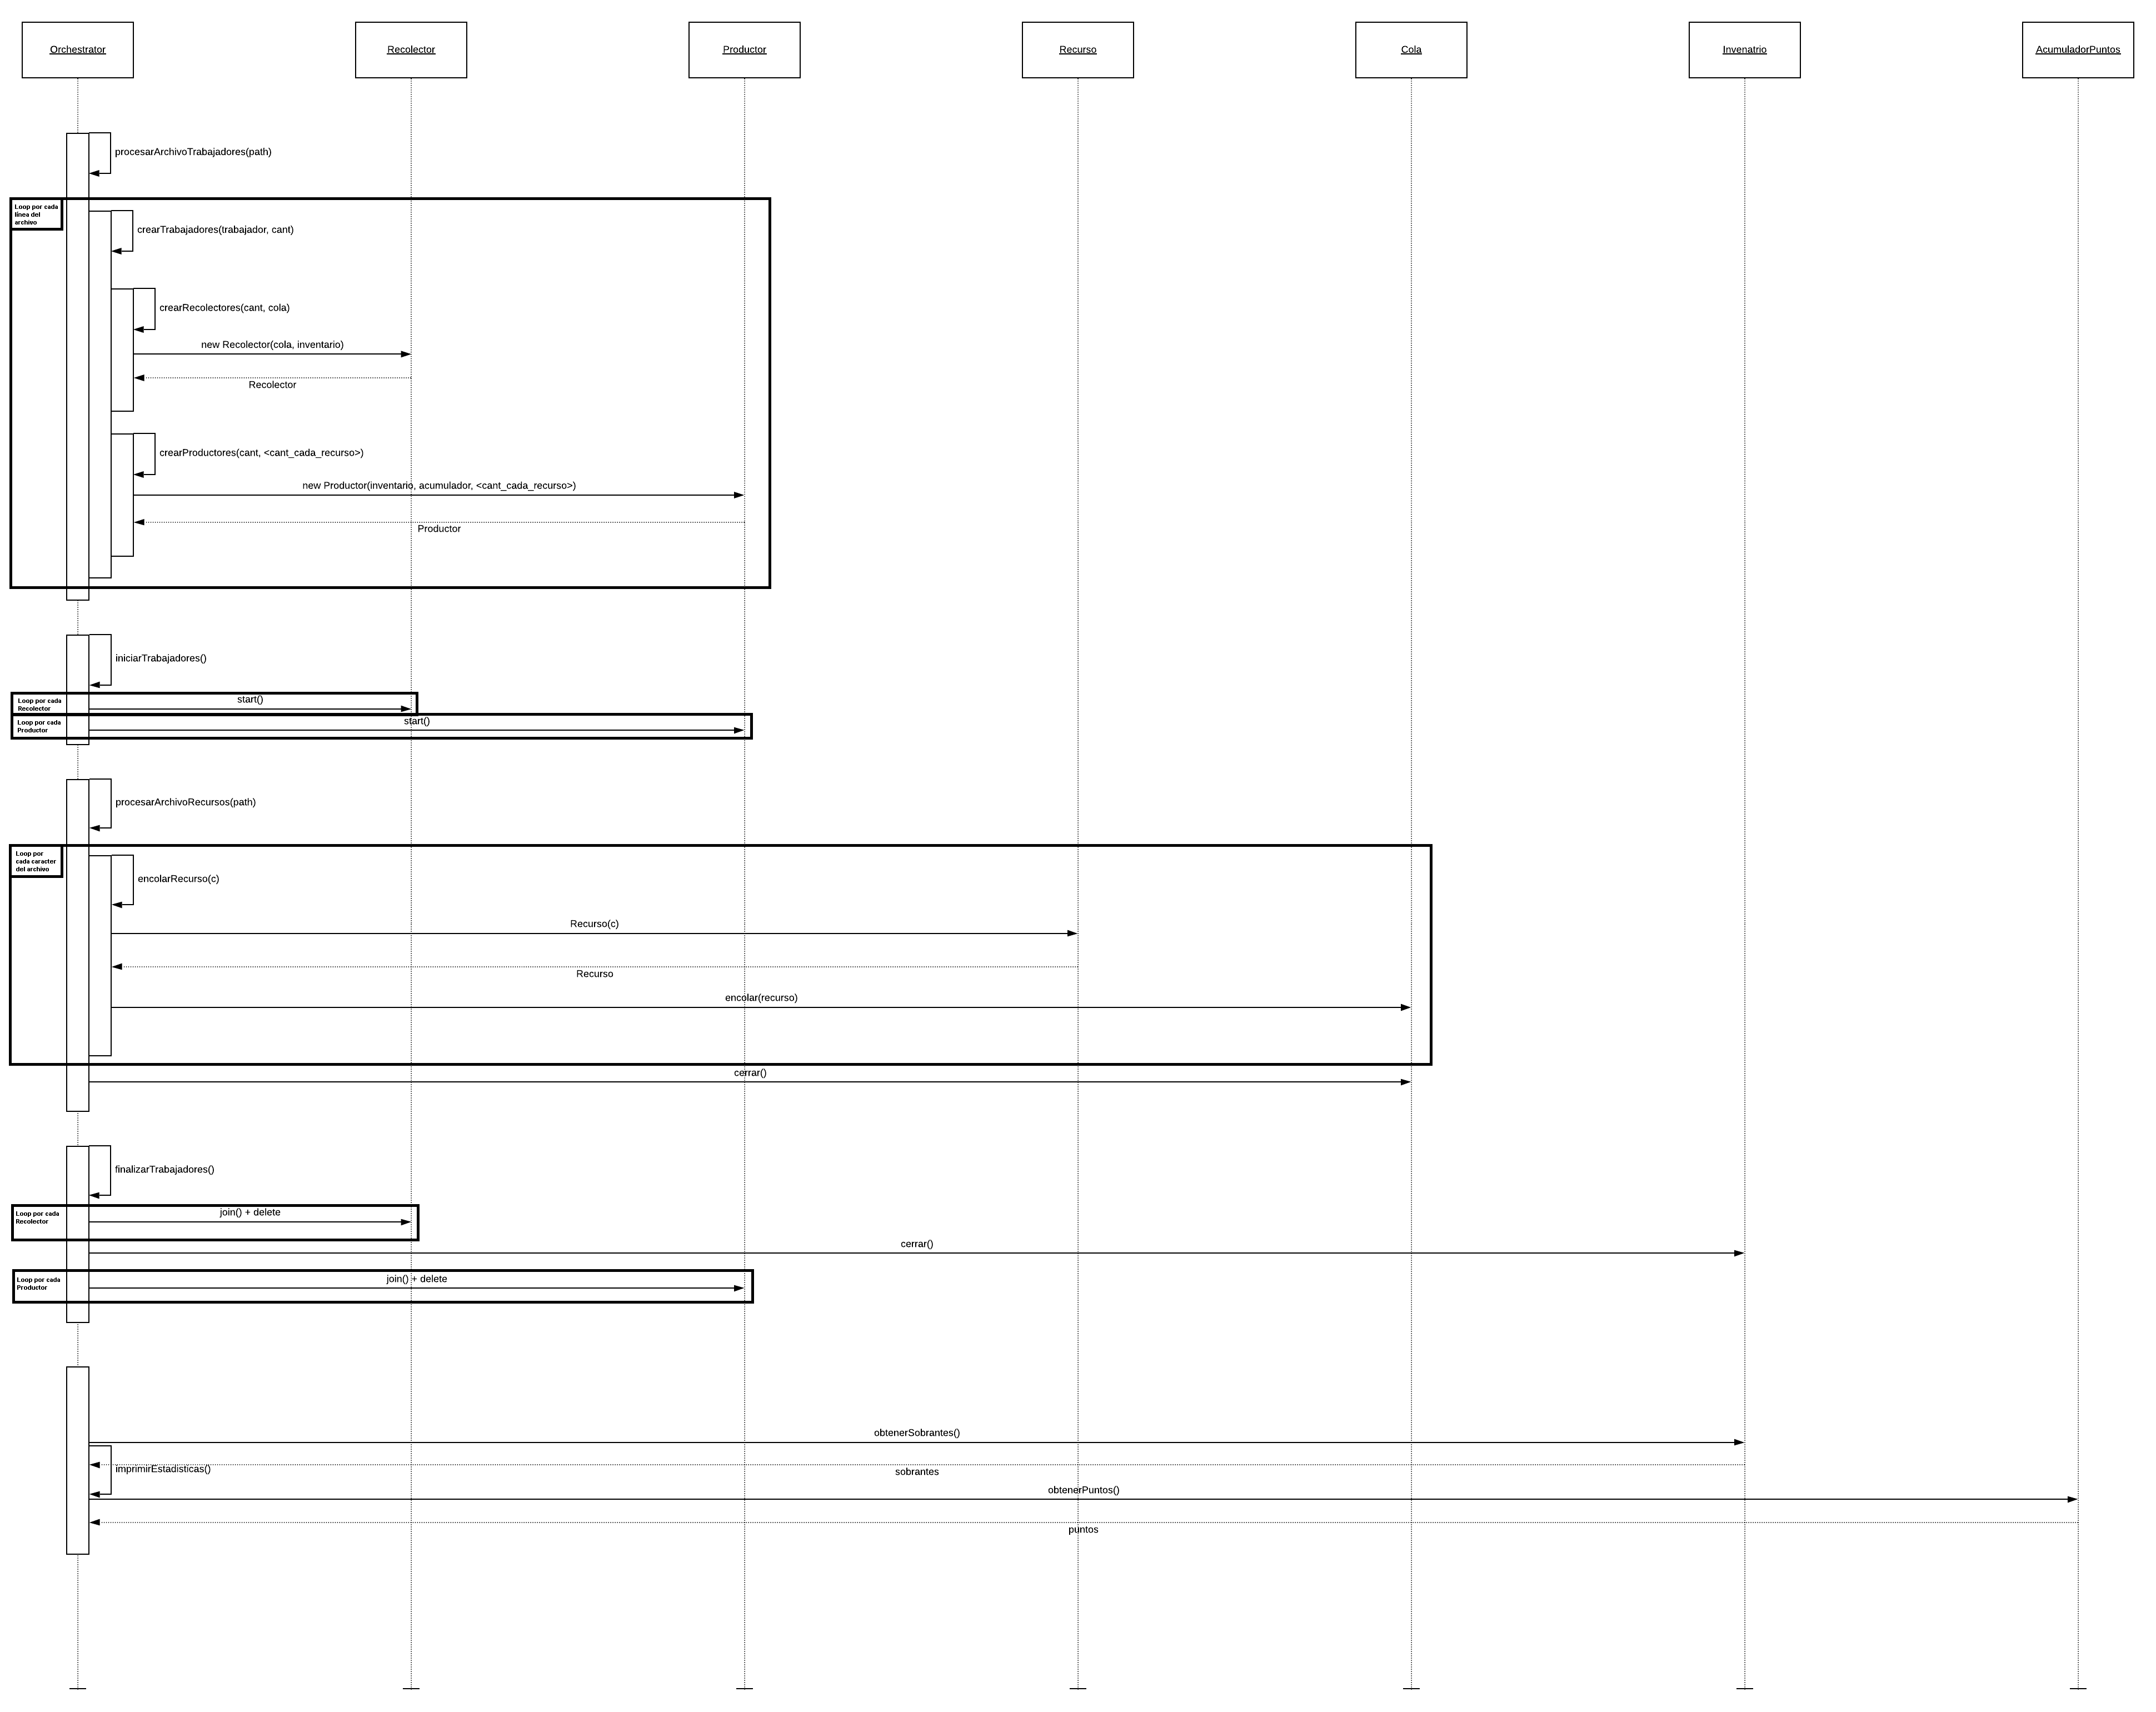 Orchestrator
Recolector
Productor
Recurso
Cola
Invenatrio
AcumuladorPuntos
procesarArchivoTrabajadores(path)
Loop por cada
línea del
archivo
crearTrabajadores(trabajador, cant)
crearRecolectores(cant, cola)
new Recolector(cola, inventario)
Recolector
crearProductores(cant, <cant_cada_recurso>)
new Productor(inventario, acumulador, <cant_cada_recurso>)
Productor
iniciarTrabajadores()
Loop por cada
Recolector
start()
Loop por cada
Productor
start()
procesarArchivoRecursos(path)
Loop por
cada caracter
del archivo
encolarRecurso(c)
Recurso(c)
Recurso
encolar(recurso)
cerrar()
finalizarTrabajadores()
Loop por cada
Recolector
join() + delete
cerrar()
Loop por cada
Productor
join() + delete
obtenerSobrantes()
imprimirEstadisticas()
sobrantes
obtenerPuntos()
puntos